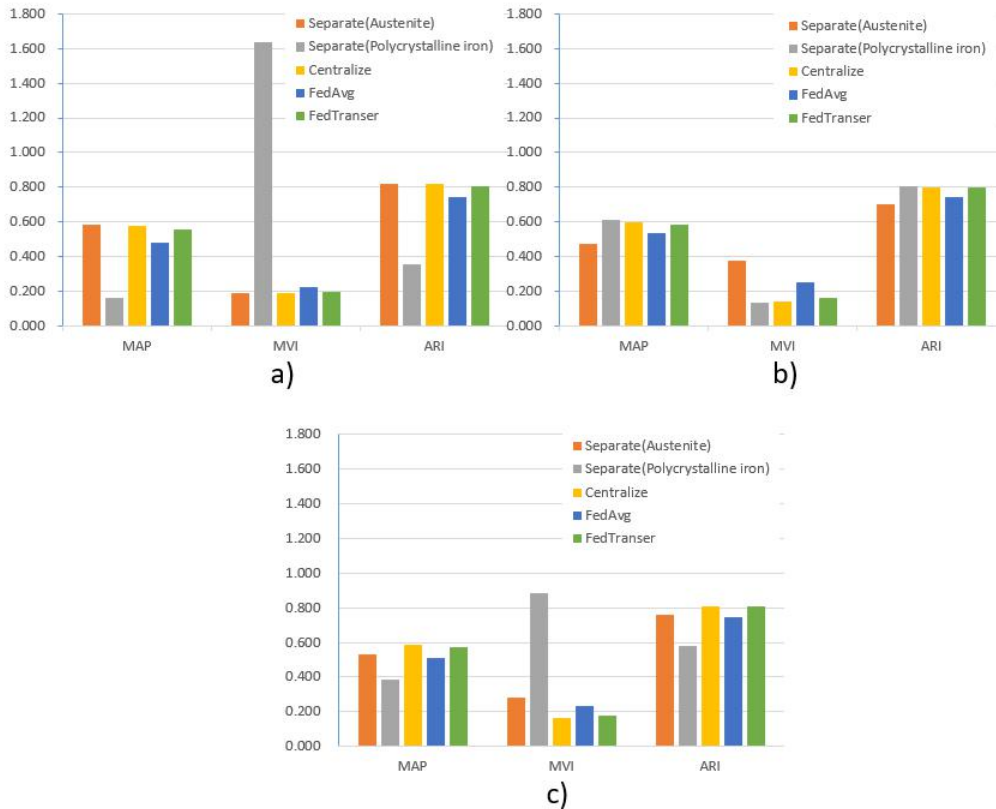 1.800
1.600
1.400
1.200
1.000
0.800
0.600
0.400
0.200
0.000
Separate(Austenite)
Separate(Polycrystalline iron)
Centralize
FedAvg
FedTranser
MAP MVI ARI
a)
1.800
1.600
1.400
1.200
1.000
0.800
0.600
0.400
0.200
0.000
Separate(Austenite)
Separate(Polycrystalline iron)
Centralize
FedAvg
FedTranser
MAP MVI ARI
b)
1.800
1.600
1.400
1.200
1.000
0.800
0.600
0.400
0.200
0.000
Separate(Austenite)
Separate(Polycrystalline iron)
Centralize
FedAvg
FedTranser
MAP MVI ARI
c)